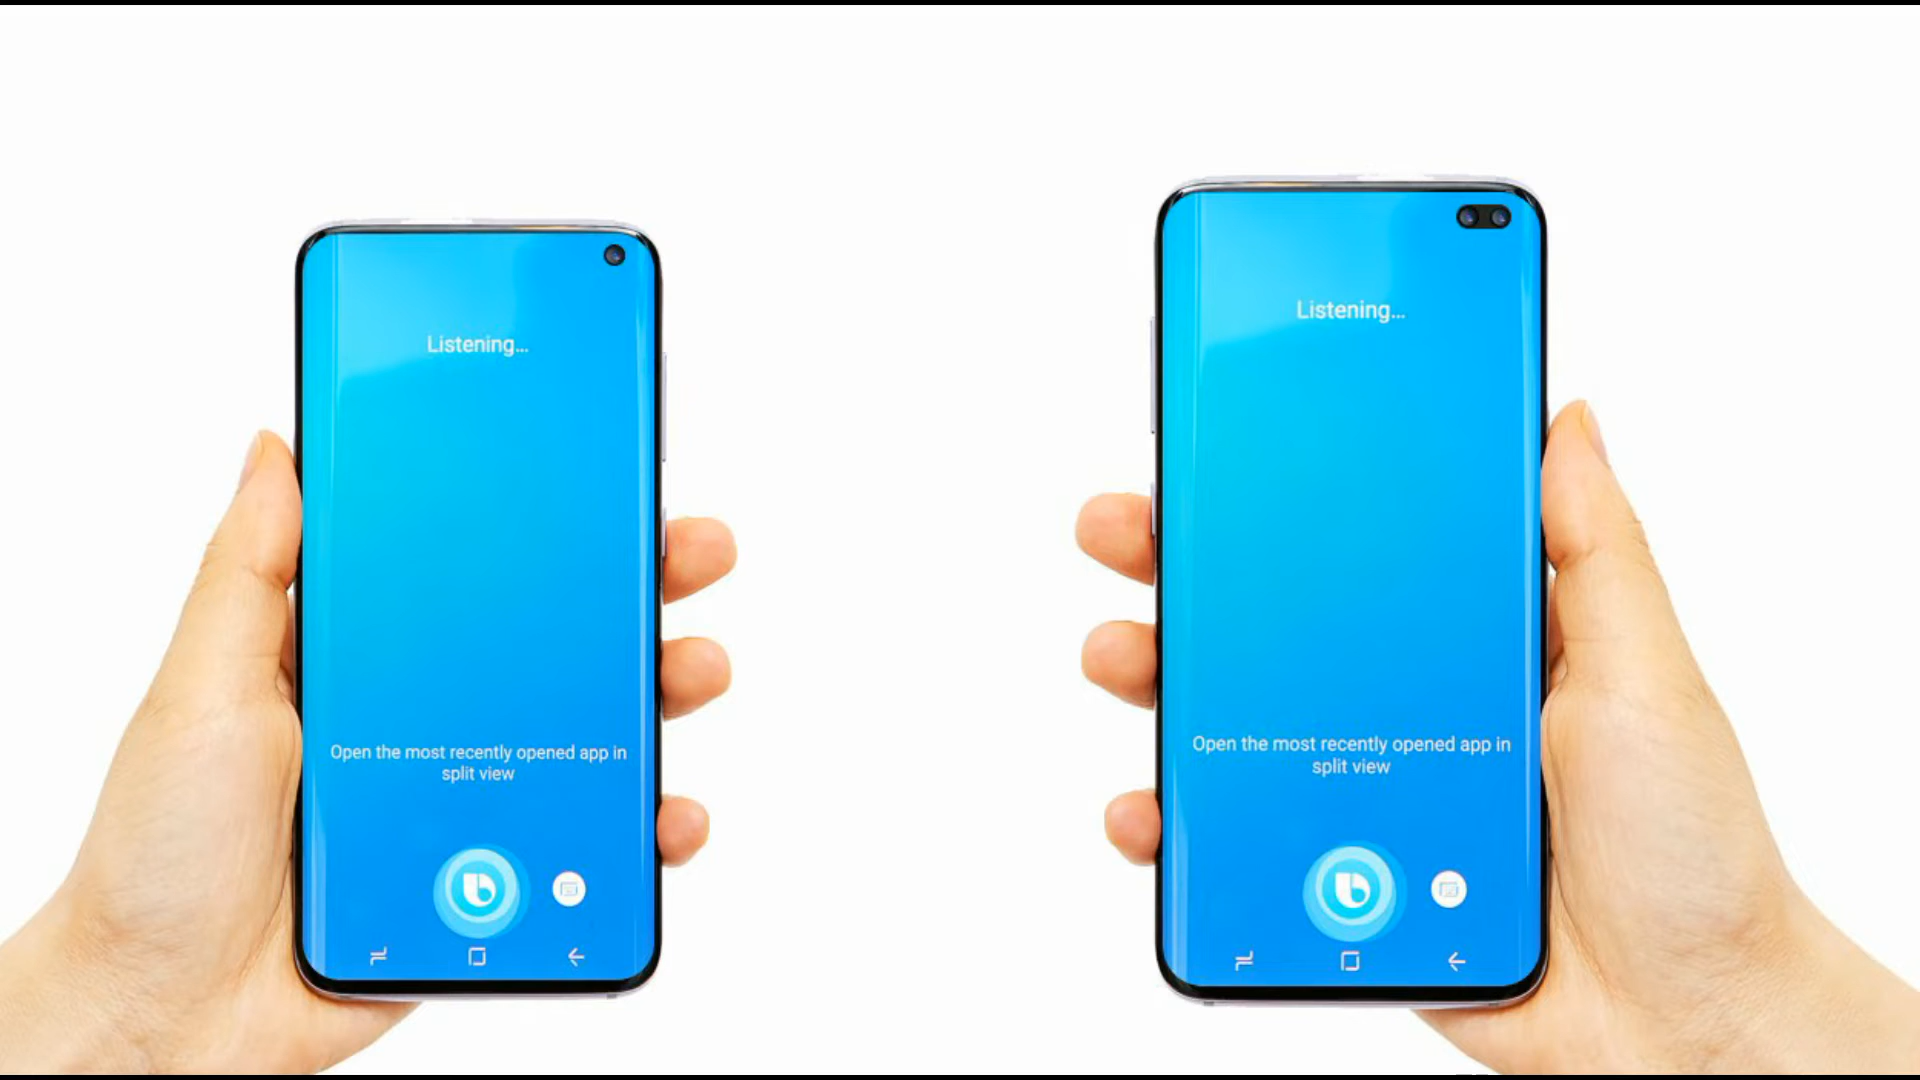 Listening...
Open the most recently opened app in
split view
Listening...
Open the most recently opened app in
split view